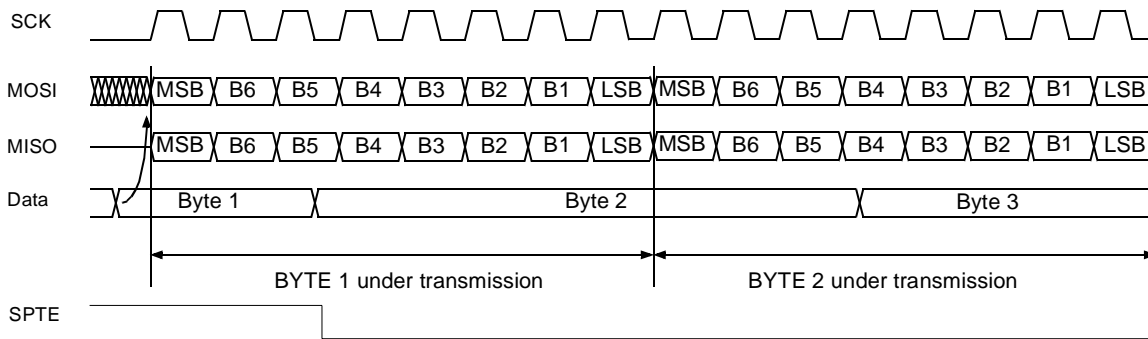 SCK
MOSI MSB B6 B5 B4 B3 B2 B1 LSB MSB B6 B5 B4 B3 B2 B1 LSB
MISO MSB B6 B5 B4 B3 B2 B1 LSB MSB B6 B5 B4 B3 B2 B1 LSB
Data Byte 1 Byte 2 Byte 3
BYTE 1 under transmission BYTE 2 under transmission
SPTE